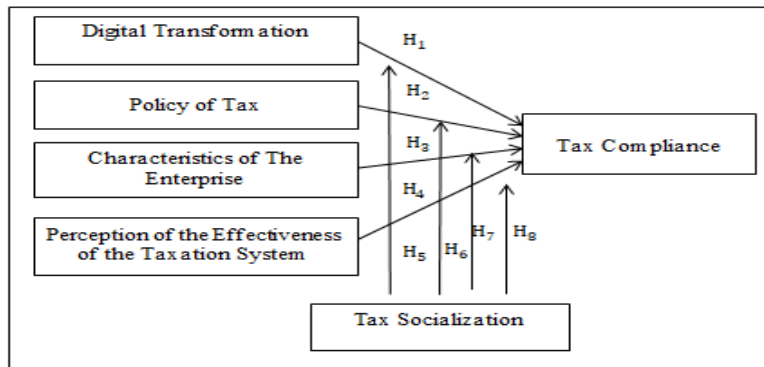 Digital Transformation
H₁
Policy of Tax
H₂
Characteristics of The
Enterprise
H₃
Tax Compliance
H₄
Perception of the Effectiveness
of the Taxation System
H₅
H₆
H₇
H₈
Tax Socialization